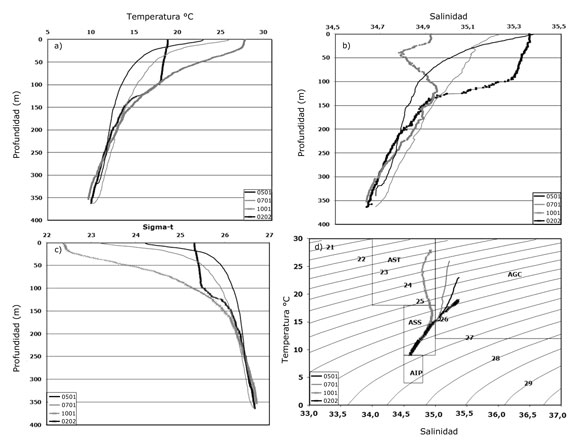 Temperatura °C
5 10 15 20 25 30
a)
Profundidad (m)
0
50
100
150
200
250
300
350
400
0501
0701
1001
0202
Salinidad
34,5 34,7 34,9 35,1 35,3 35,5
b)
Profundidad (m)
0
50
100
150
200
250
300
350
400
0501
0701
1001
0202
Sigma-t
22 23 24 25 26 27
c)
Profundidad (m)
0
50
100
150
200
250
300
350
400
0501
0701
1001
0202
d)
Temperatura °C
30
25
20
15
10
5
0
21
22
AST
23
24
AGC
25
ASS
26
27
AIP
28
29
0501
0701
1001
0202
33,0 33,5 34,0 34,5 35,0 35,5 36,0 36,5 37,0
Salinidad